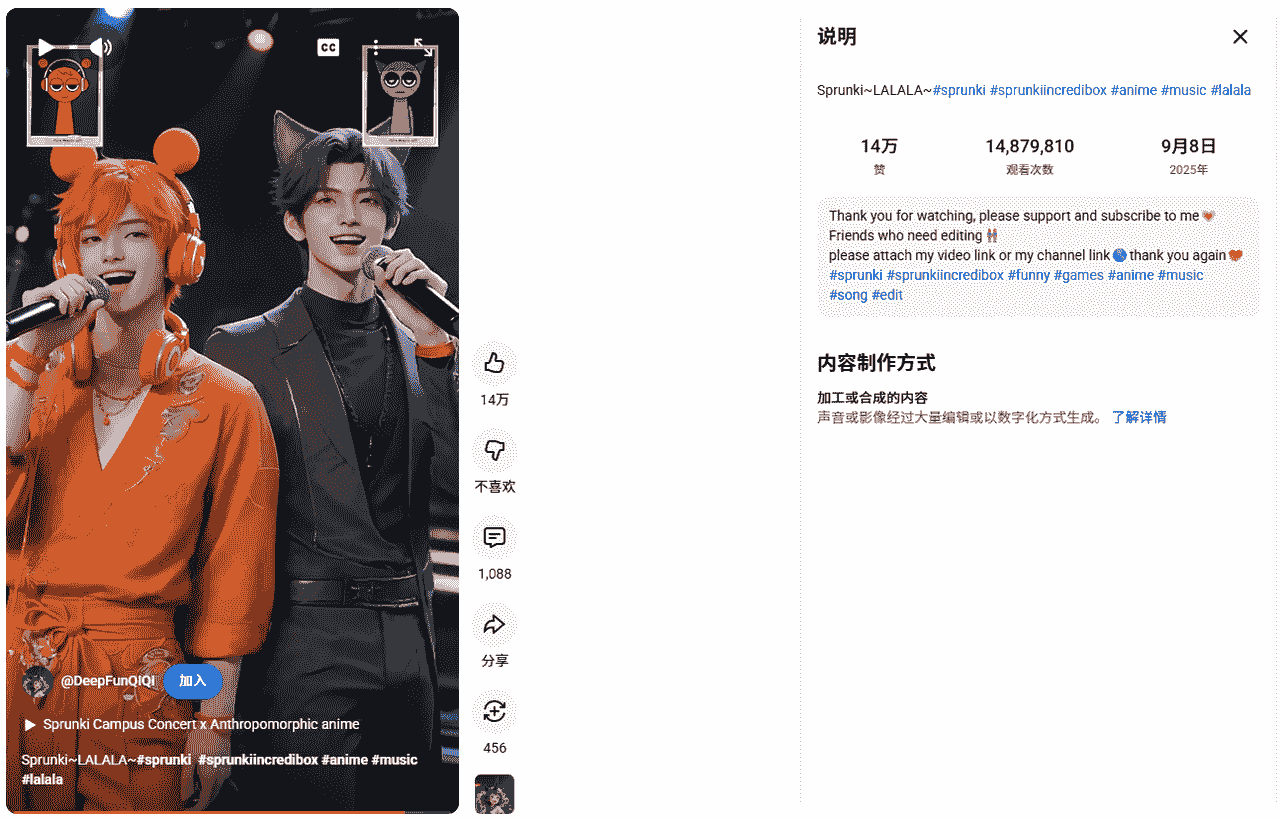 CC
@DeepFunQIQI
加入
Sprunki Campus Concert x Anthropomorphic anime
Sprunki~LALALA~#sprunki #sprunkiincredibox #anime #music
#lalala
14万
不喜欢
1,088
分享
456
说明
Sprunki~LALALA~#sprunki #sprunkiincredibox #anime #music #lalala
14万
赞
14,879,810
观看次数
9月8日
2025年
Thank you for watching, please support and subscribe to me
Friends who need editing
please attach my video link or my channel link thank you again
#sprunki #sprunkiincredibox #funny #games #anime #music
#song #edit
内容制作方式
加工或合成的内容
声音或影像经过大量编辑或以数字化方式生成。 了解详情